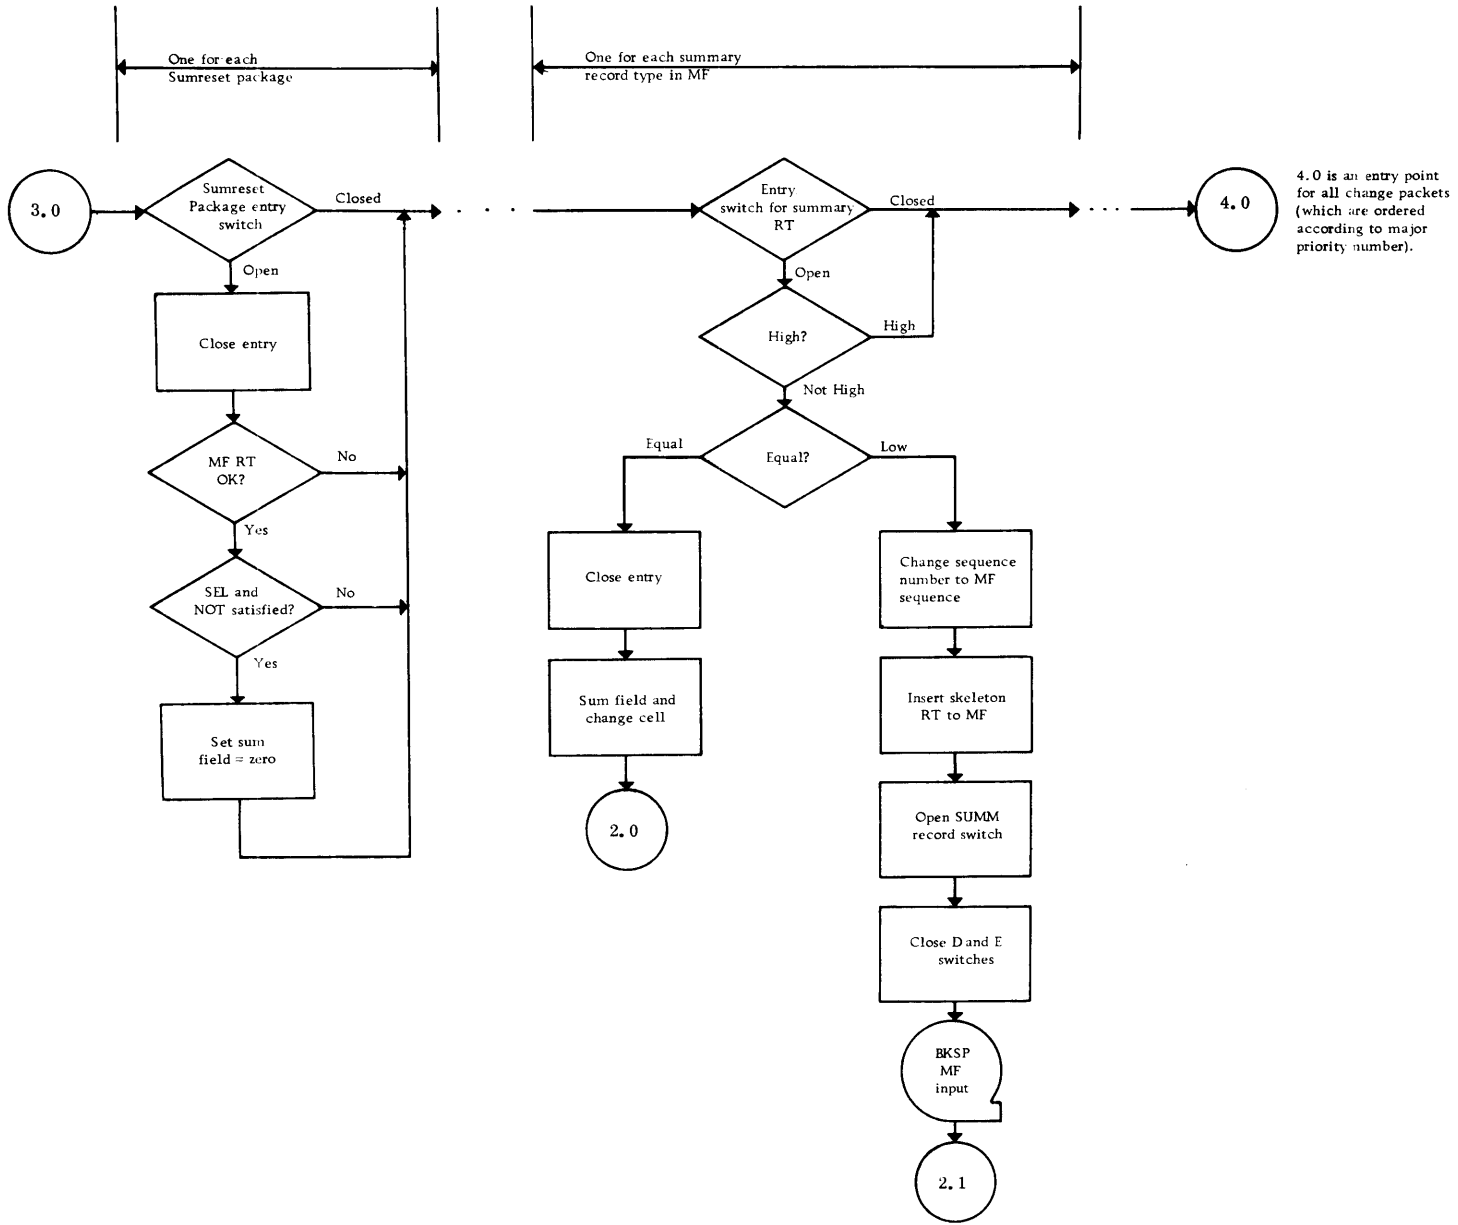 One for each
Sumreset package
One for each summary
record type in MF
3.0
Sumreset
Package entry
switch
Closed
Open
Close entry
MF RT
OK?
No
Yes
SEL and
NOT satisfied?
No
Yes
Set sum
field = zero
Entry
switch for summary
RT
Closed
Open
High?
High
Not High
Equal?
Equal
Low
Close entry
Sum field and
change cell
2.0
Change sequence
number to MF
sequence
Insert skeleton
RT to MF
Open SUMM
record switch
Close D and E
switches
BKSP
MF
input
2.1
4.0
4.0 is an entry point
for all change packets
(which are ordered
according to major
priority number).